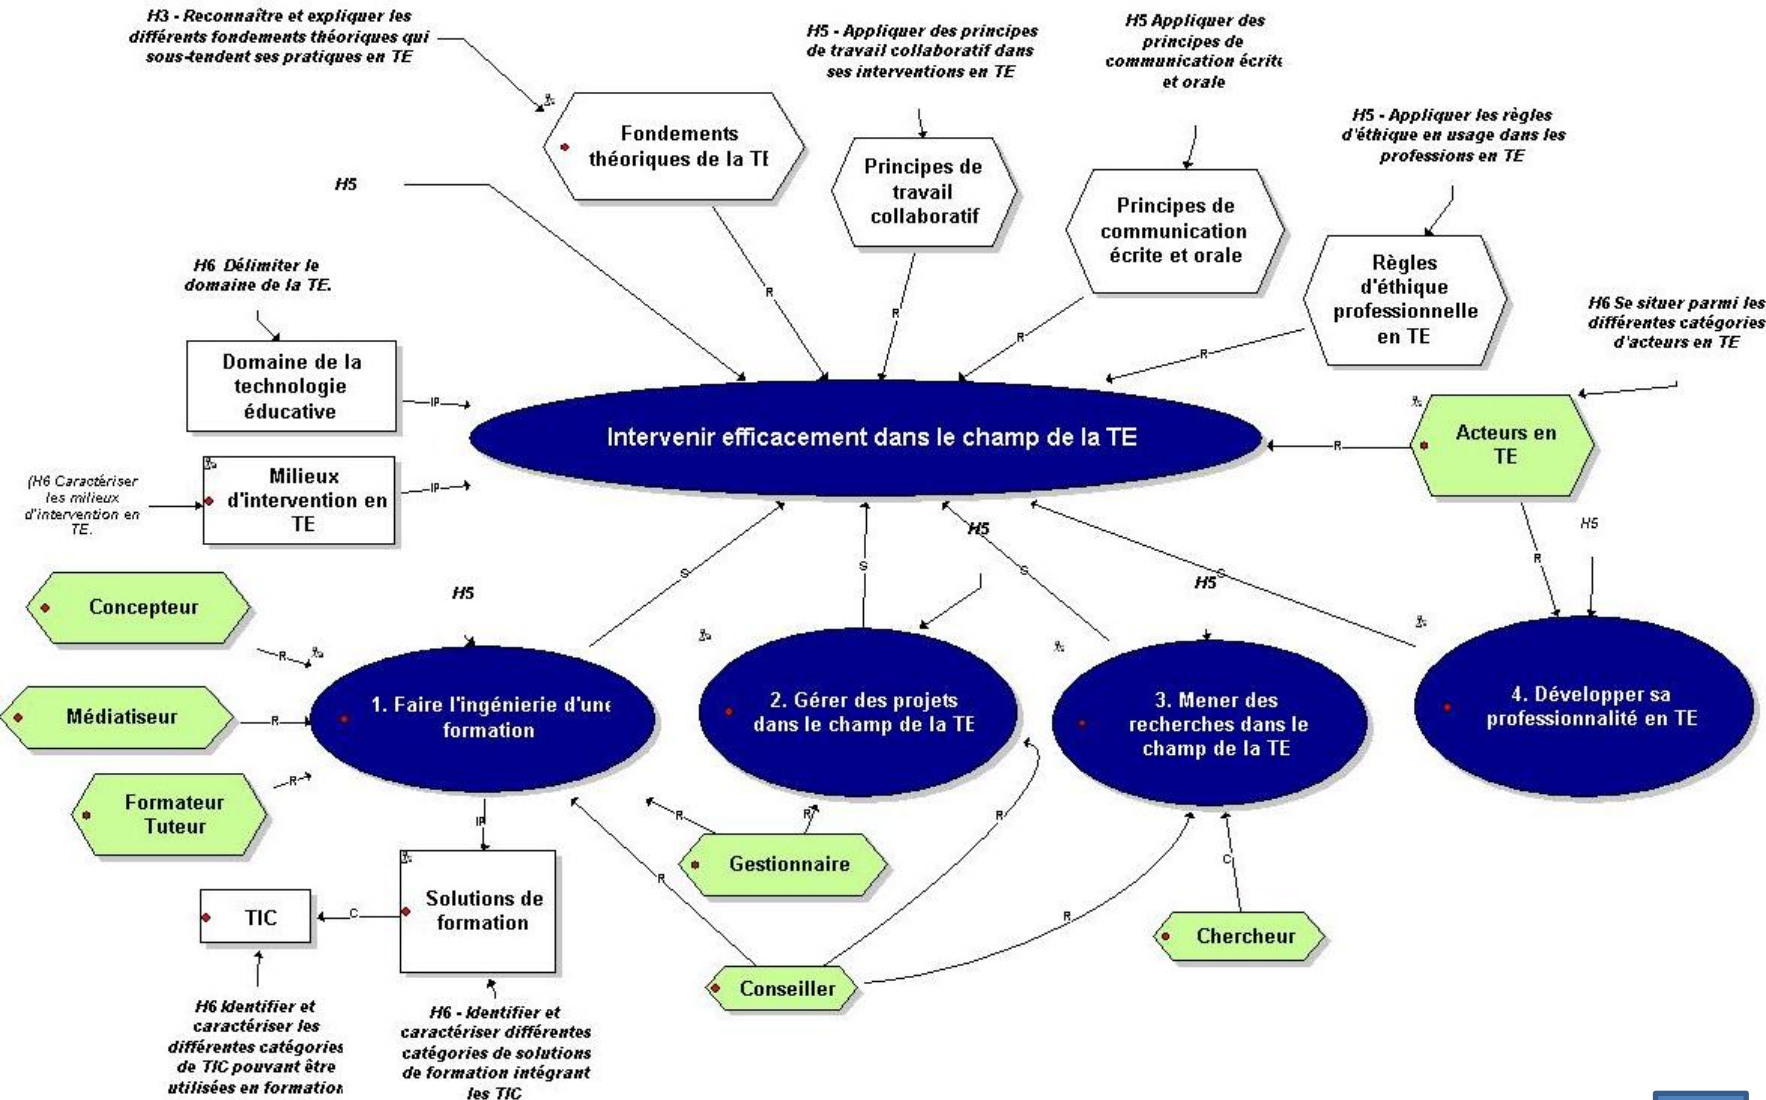 H3 - Reconnaître et expliquer les
différents fondements théoriques qui
sous-tendent ses pratiques en TE
H5 - Appliquer des principes
de travail collaboratif dans
ses interventions en TE
H5 Appliquer des
principes de
communication écrite
et orale
H5 - Appliquer les règles
d'éthique en usage dans les
professions en TE
Fondements
théoriques de la TE
Principes de
travail
collaboratif
Principes de
communication
écrite et orale
Règles
d'éthique
professionnelle
en TE
H5
H6 Délimiter le
domaine de la TE.
H6 Se situer parmi les
différentes catégories
d'acteurs en TE
R
R
R
R
Domaine de la
technologie
éducative
IP
Intervenir efficacement dans le champ de la TE
R
Acteurs en
TE
(H6 Caractériser
les milieux
d'intervention en
TE.
Milieux
d'intervention en
TE
IP
H5
H5
R
S
S
S
S
H5
H5
Concepteur
R
Médiatiseur
R
Formateur
Tuteur
R
1. Faire l'ingénierie d'une
formation
2. Gérer des projets
dans le champ de la TE
3. Mener des
recherches dans le
champ de la TE
4. Développer sa
professionnalité en TE
IP
R
R
R
Gestionnaire
R
C
R
TIC
C
Solutions de
formation
Chercheur
Conseiller
H6 Identifier et
caractériser les
différentes catégories
de TIC pouvant être
utilisées en formation
H6 - Identifier et
caractériser différentes
catégories de solutions
de formation intégrant
les TIC